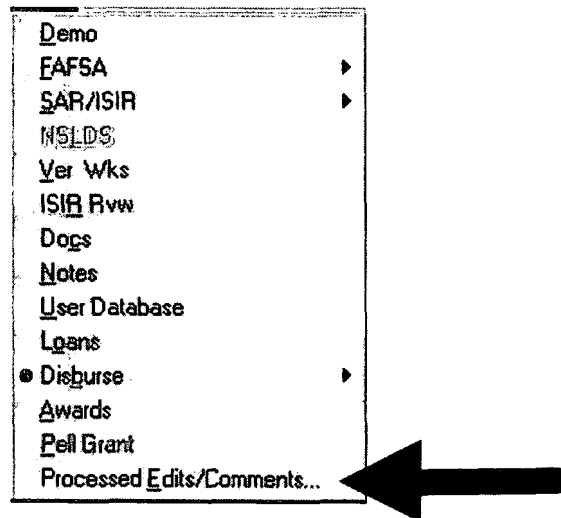 Demo
FAFSA
SAR/ISIR
NSLDS
Ver Wks
ISIR Rvw
Docs
Notes
User Database
Loans
Disburse
Awards
Pell Grant
Processed Edits/Comments...